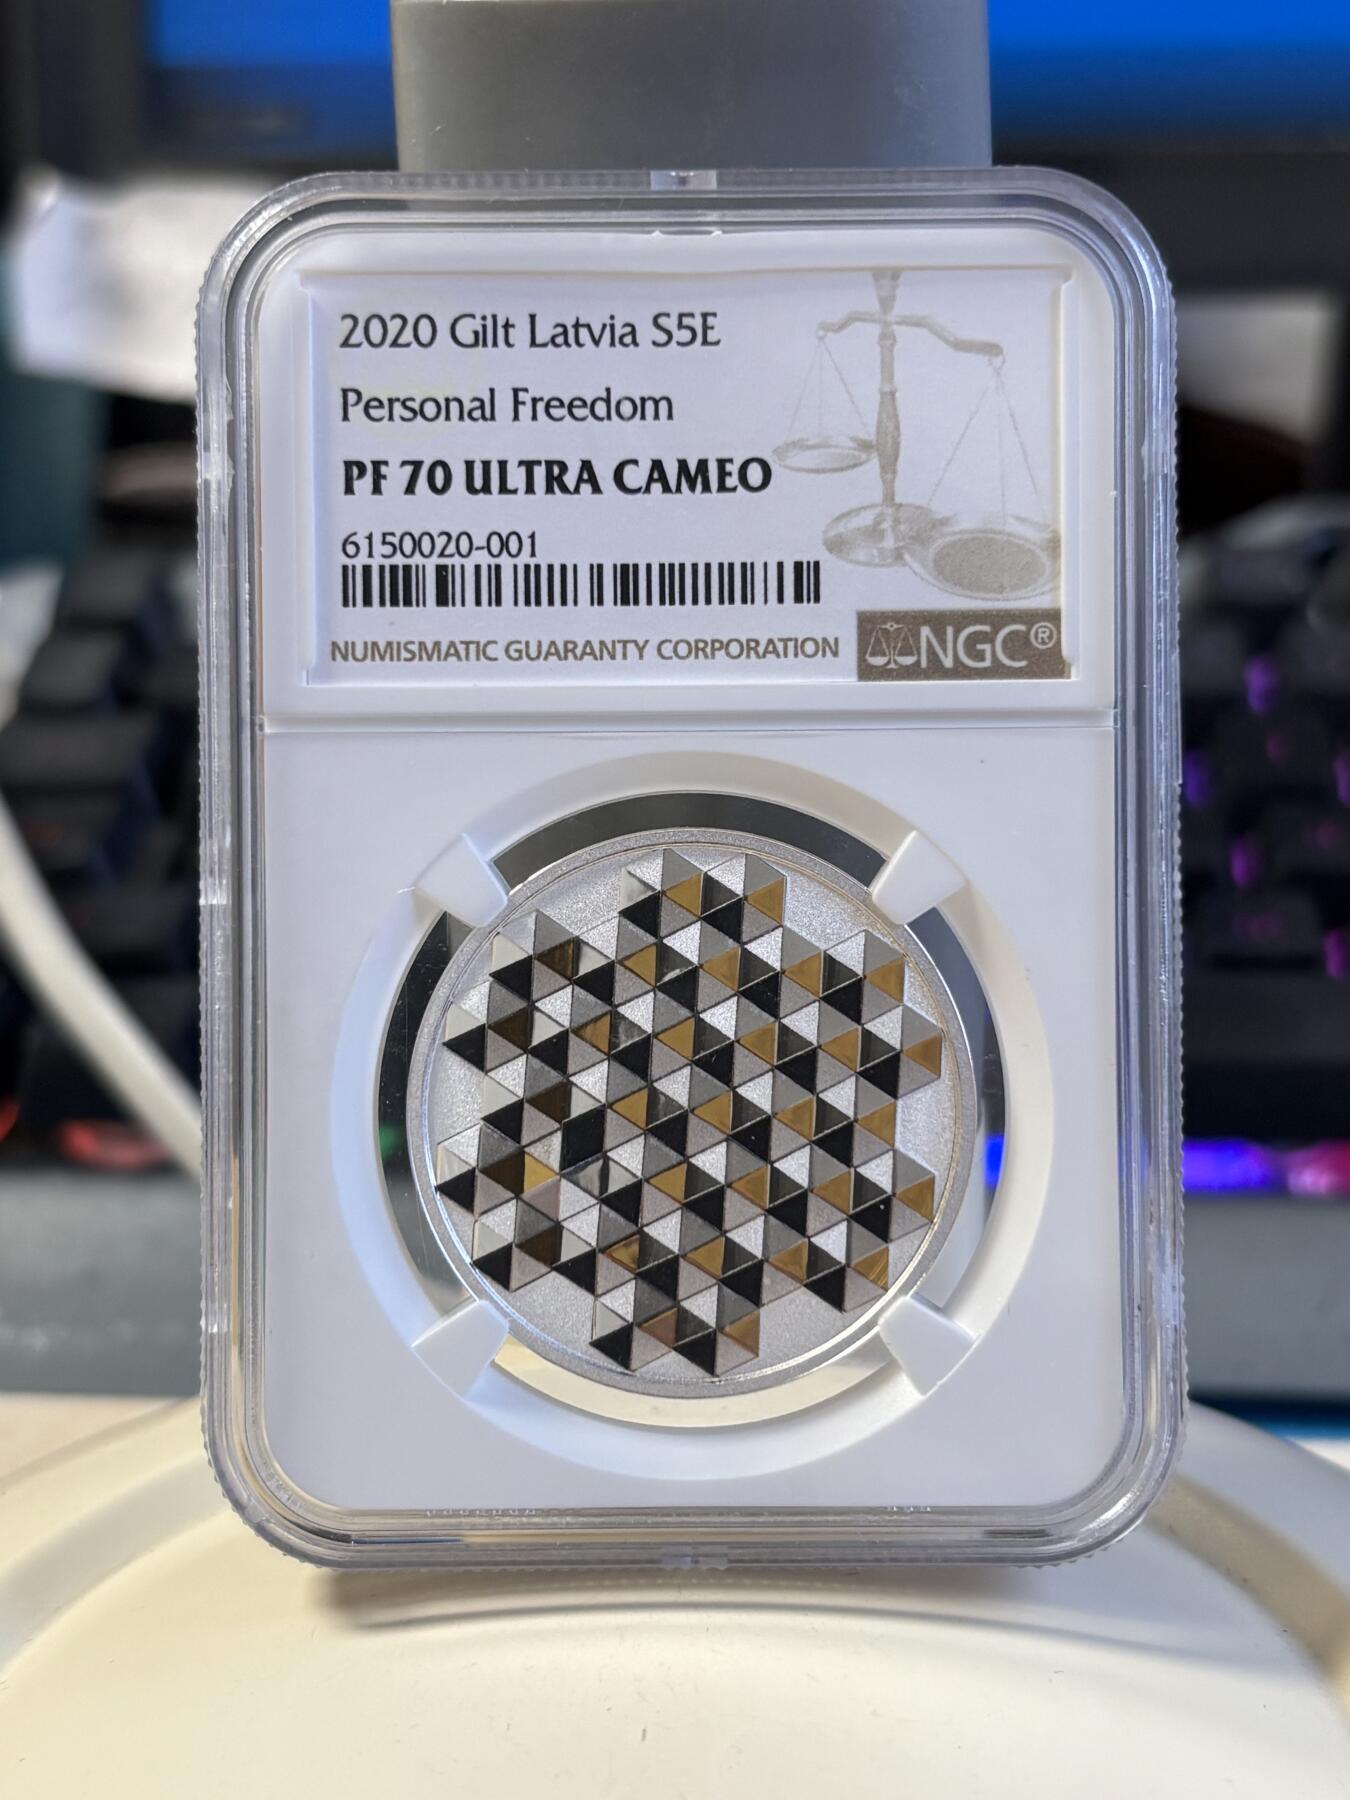 2020 Gilt Latvia S5E
Personal Freedom
PF 70 ULTRA CAMEO
6150020-001
NUMISMATIC GUARANTY CORPORATION
NGC®